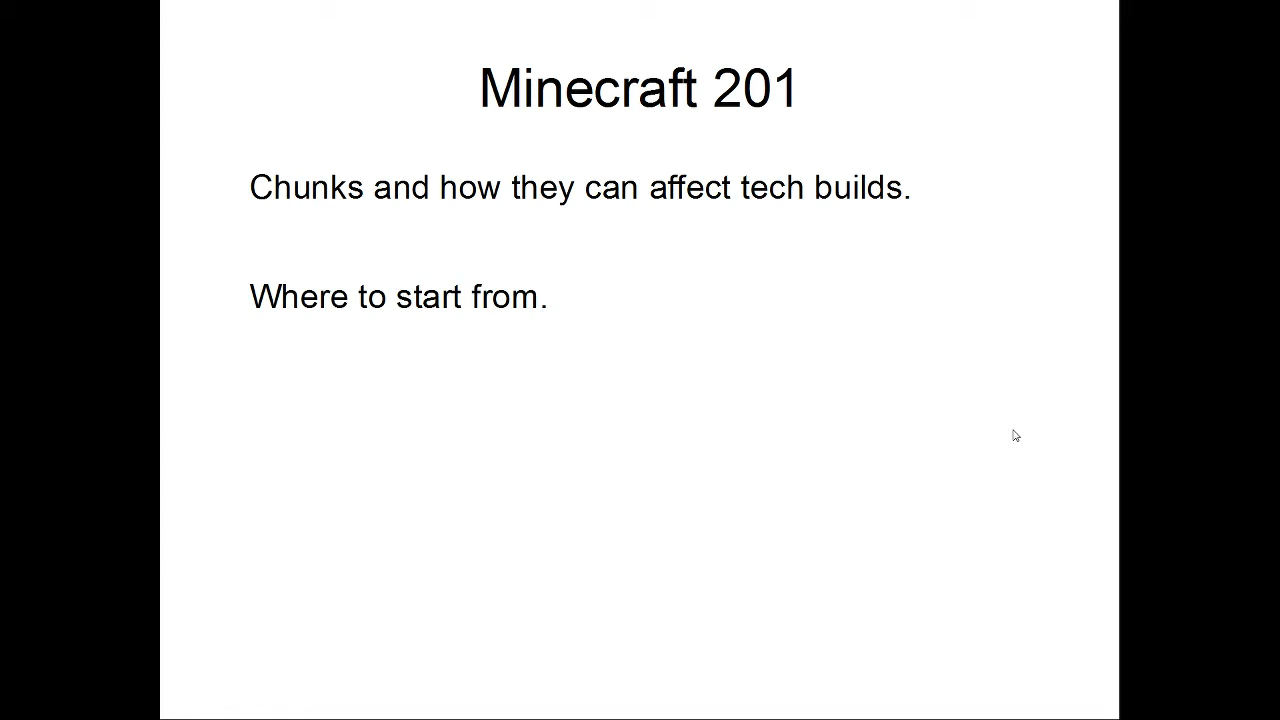 Minecraft 201
Chunks and how they can affect tech builds.
Where to start from.